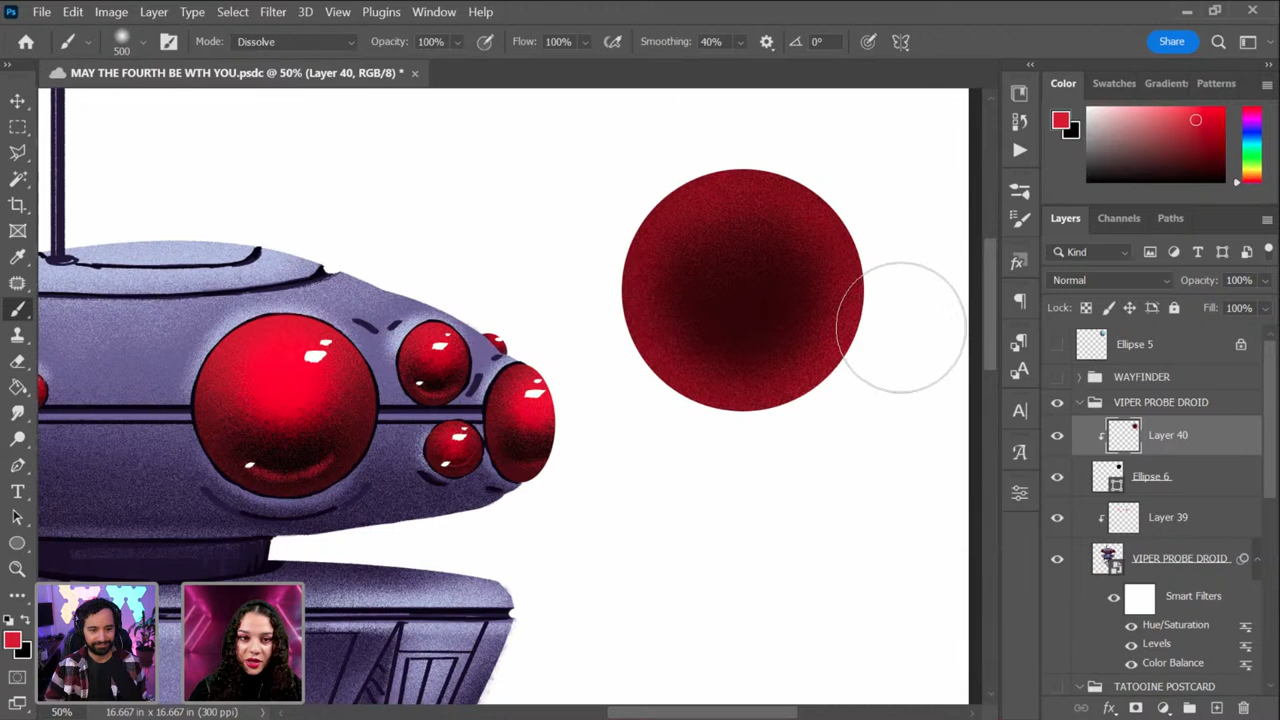 Ps File Edit Image Layer Type Select Filter 3D View Plugins Window Help
500 Mode: Dissolve Opacity: 100% Flow: 100% Smoothing: 40% 0° Share
MAY THE FOURTH BE WTH YOU.psdc @ 50% (Layer 40, RGB/8) *
Color Swatches Gradient: Patterns
Layers Channels Paths
Kind
Normal Opacity: 100%
Lock: Fill: 100%
Ellipse 5
WAYFINDER
VIPER PROBE DROID
Layer 40
Ellipse 6
Layer 39
VIPER PROBE DROID
Smart Filters
Hue/Saturation
Levels
Color Balance
TATOOINE POSTCARD
50% 16.667 in x 16.667 in (300 ppi)